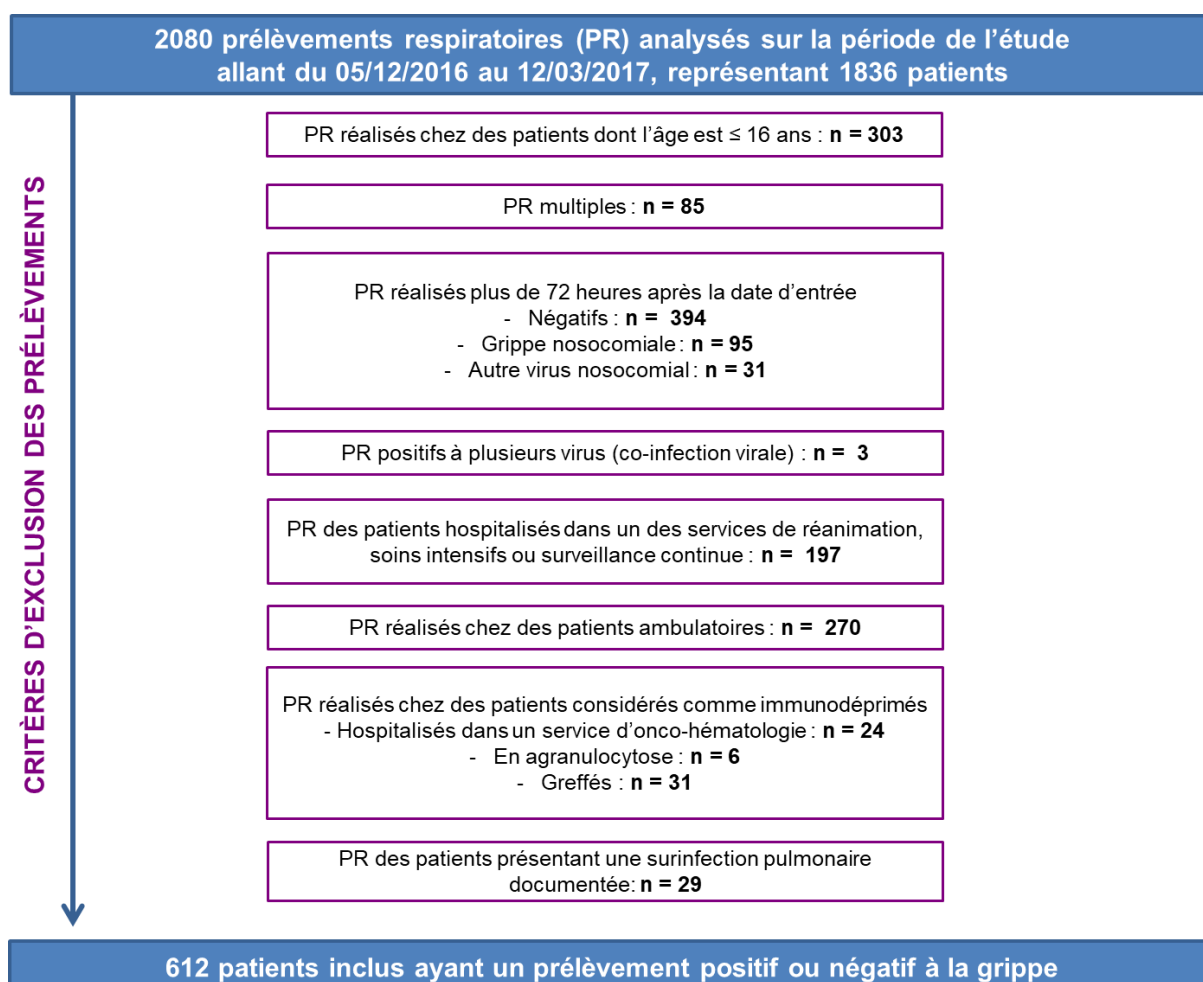 2080 prélèvements respiratoires (PR) analysés sur la période de l’étude
allant du 05/12/2016 au 12/03/2017, représentant 1836 patients
CRITÈRES D’EXCLUSION DES PRÉLÈVEMENTS
PR réalisés chez des patients dont l’âge est ≤ 16 ans : n = 303
PR multiples : n = 85
PR réalisés plus de 72 heures après la date d’entrée
- Négatifs : n = 394
- Grippe nosocomiale : n = 95
- Autre virus nosocomial : n = 31
PR positifs à plusieurs virus (co-infection virale) : n = 3
PR des patients hospitalisés dans un des services de réanimation,
soins intensifs ou surveillance continue : n = 197
PR réalisés chez des patients ambulatoires : n = 270
PR réalisés chez des patients considérés comme immunodéprimés
- Hospitalisés dans un service d’onco-hématologie : n = 24
- En agranulocytose : n = 6
- Greffés : n = 31
PR des patients présentant une surinfection pulmonaire
documentée: n = 29
612 patients inclus ayant un prélèvement positif ou négatif à la grippe